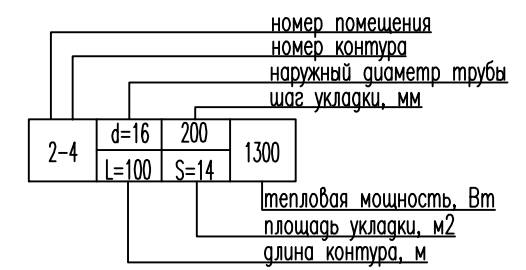 номер помещения
номер контура
наружный диаметр трубы
шаг укладки, мм
2-4
d=16
200
1300
L=100
S=14
тепловая мощность, Вт
площадь укладки, м2
длина контура, м